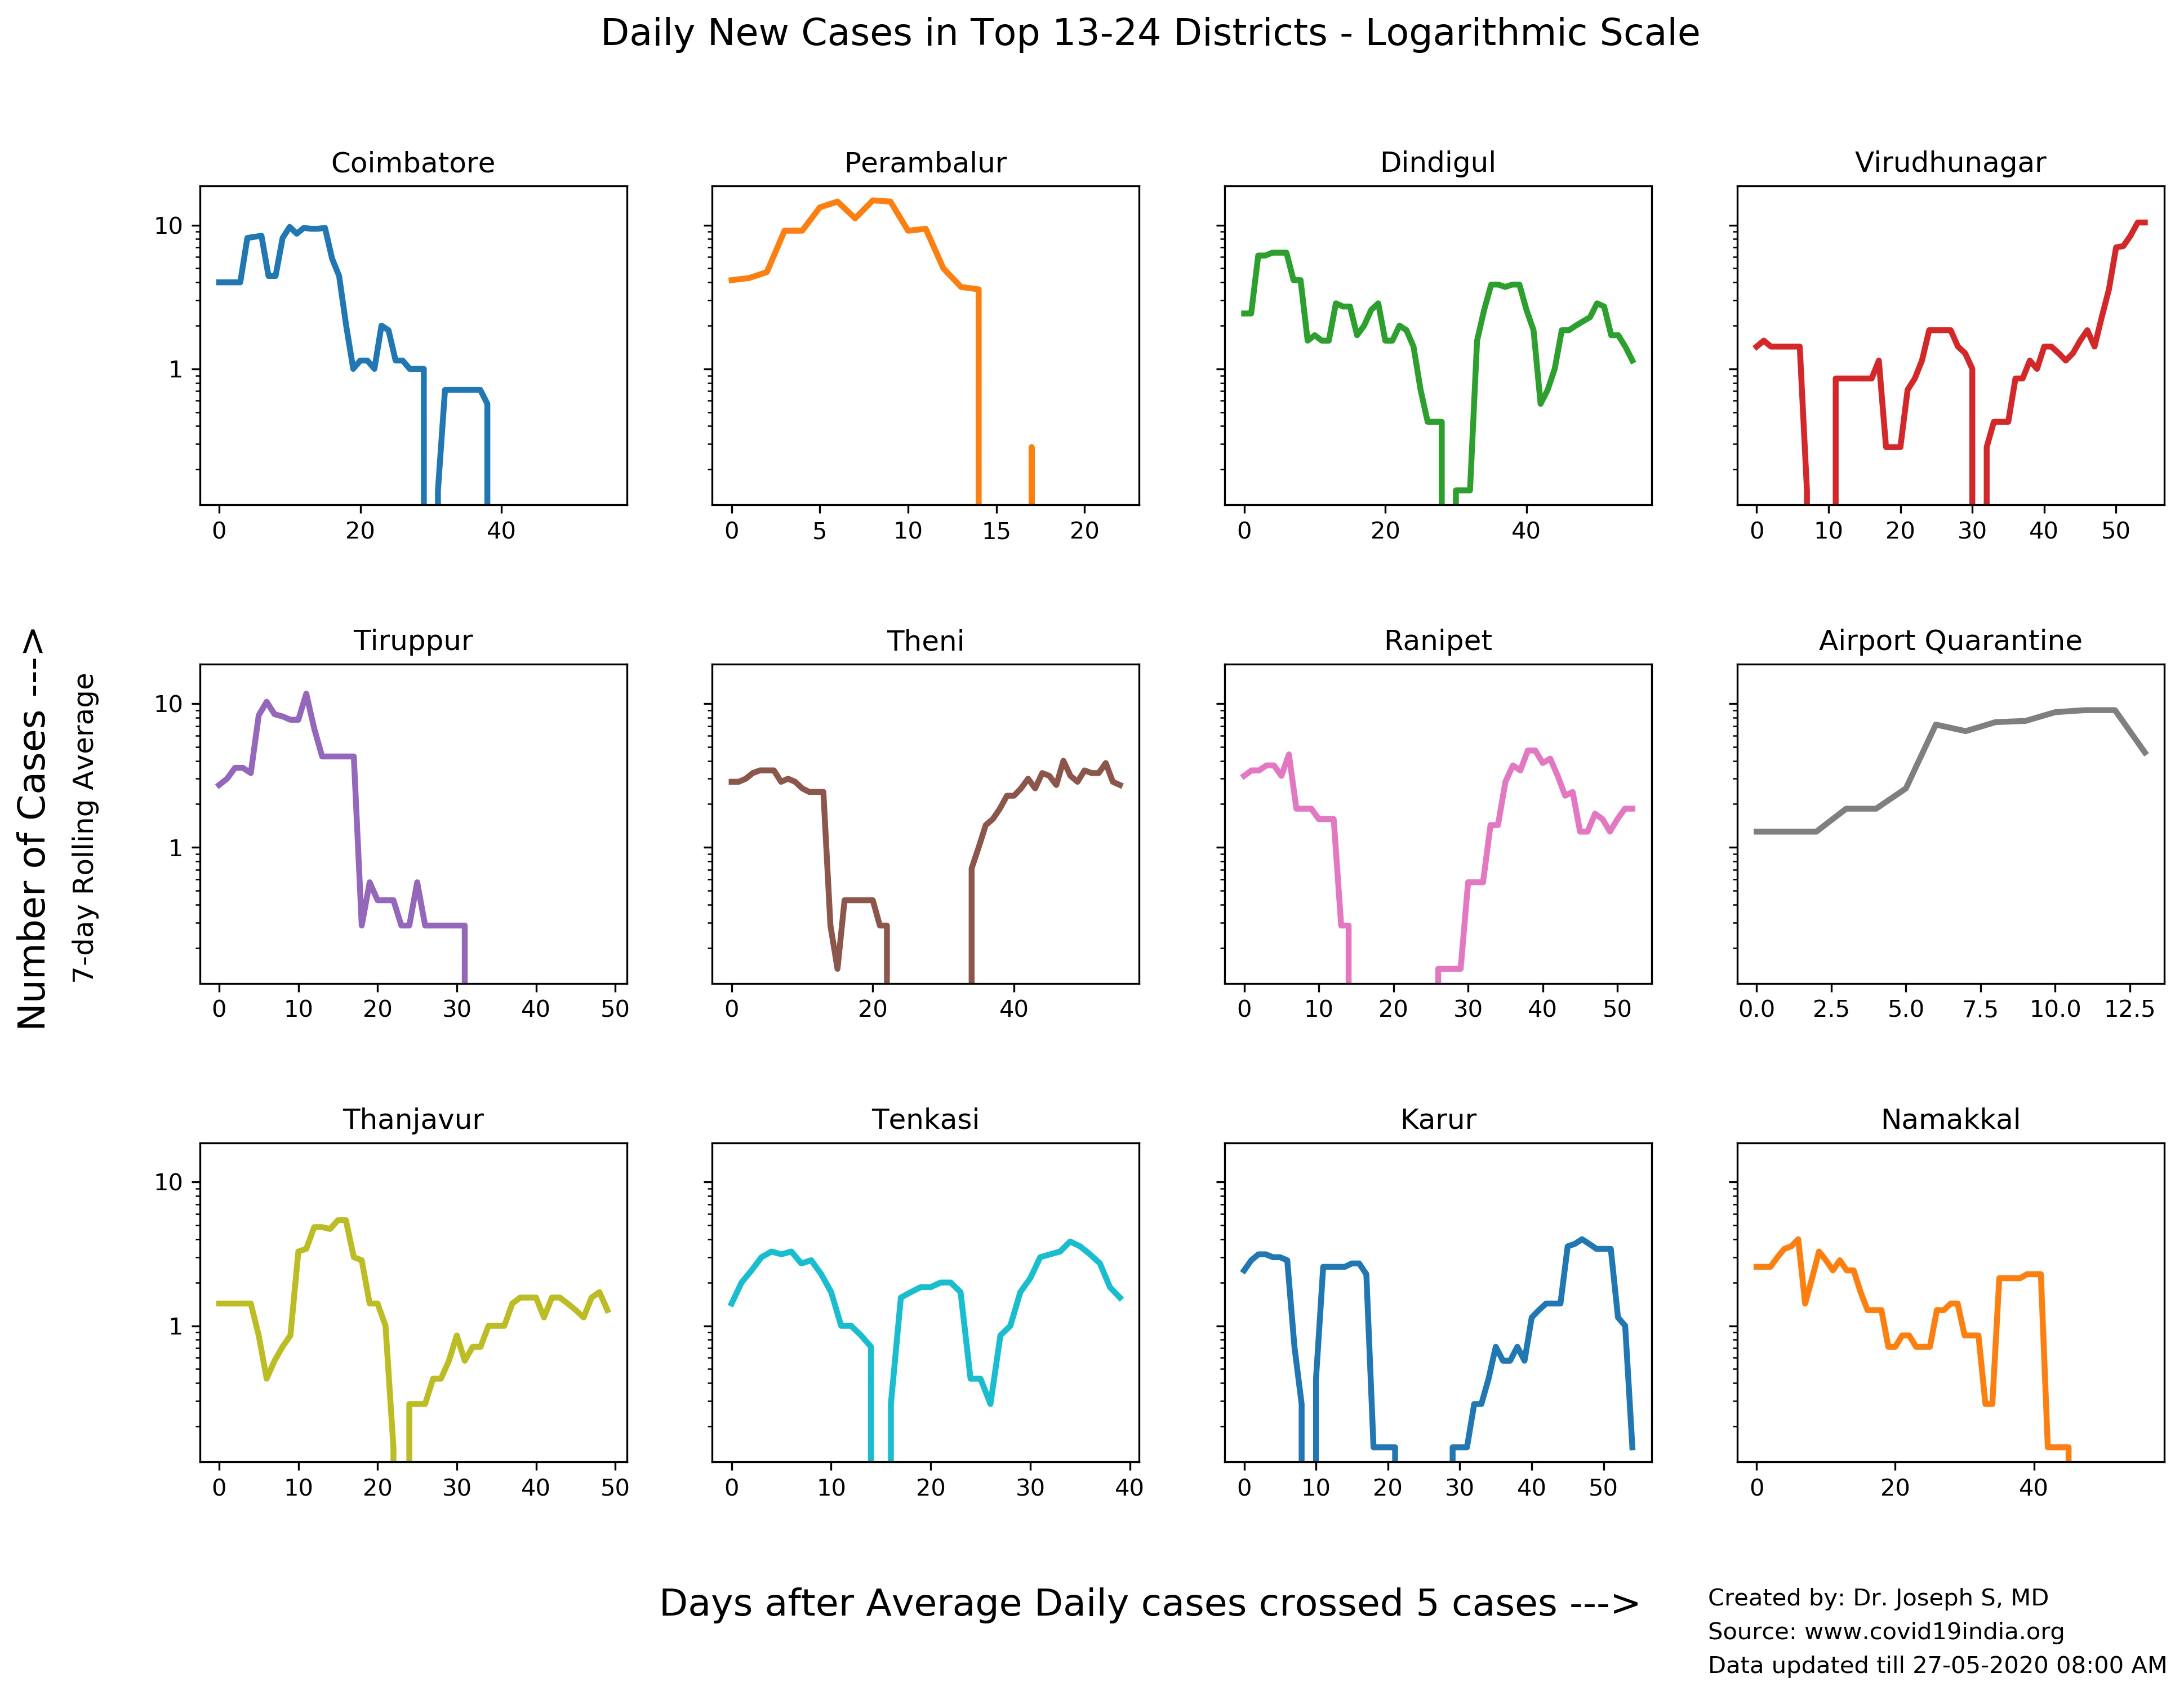 Daily New Cases in Top 13-24 Districts - Logarithmic Scale
Number of Cases --->
7-day Rolling Average
Coimbatore
10
1
0 20 40
Perambalur
0 5 10 15 20
Dindigul
0 20 40
Virudhunagar
0 10 20 30 40 50
Tiruppur
10
1
0 10 20 30 40 50
Theni
0 20 40
Ranipet
0 10 20 30 40 50
Airport Quarantine
0.0 2.5 5.0 7.5 10.0 12.5
Thanjavur
10
1
0 10 20 30 40 50
Tenkasi
0 10 20 30 40
Karur
0 10 20 30 40 50
Namakkal
0 20 40
Days after Average Daily cases crossed 5 cases --->
Created by: Dr. Joseph S, MD
Source: www.covid19india.org
Data updated till 27-05-2020 08:00 AM